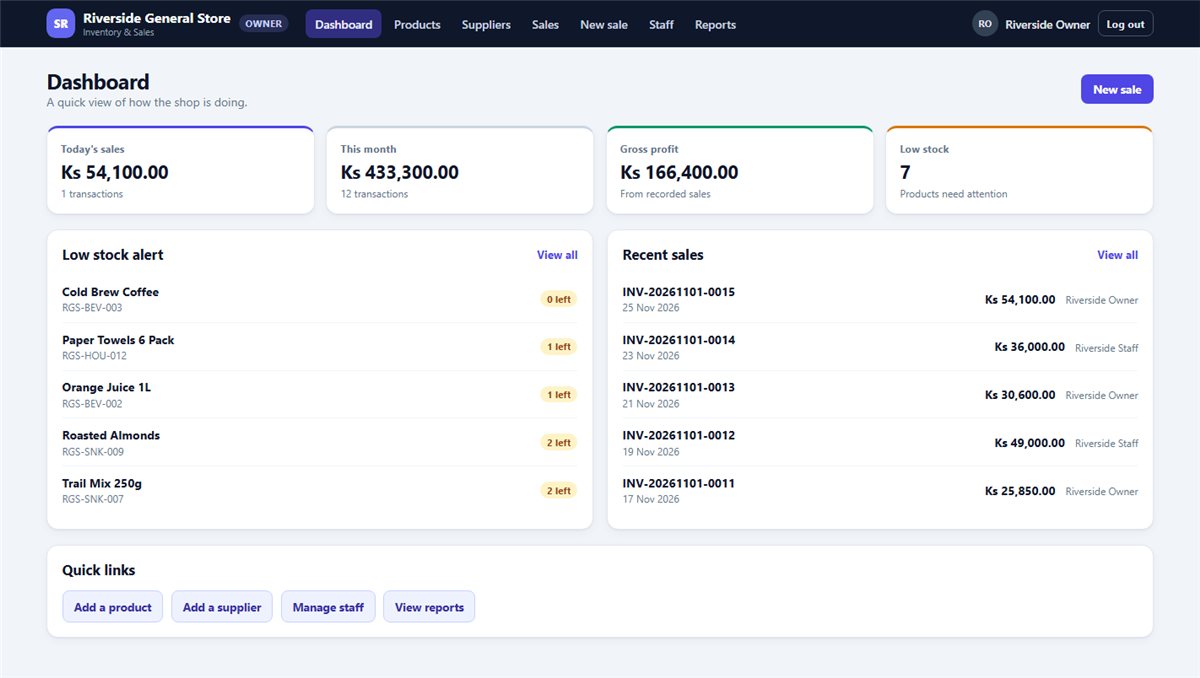 SR
Riverside General Store
Inventory & Sales
OWNER
Dashboard
Products
Suppliers
Sales
New sale
Staff
Reports
RO
Riverside Owner
Log out
Dashboard
A quick view of how the shop is doing.
New sale
Today's sales
Ks 54,100.00
1 transactions
This month
Ks 433,300.00
12 transactions
Gross profit
Ks 166,400.00
From recorded sales
Low stock
7
Products need attention
Low stock alert
View all
Cold Brew Coffee
RGS-BEV-003
0 left
Paper Towels 6 Pack
RGS-HOU-012
1 left
Orange Juice 1L
RGS-BEV-002
1 left
Roasted Almonds
RGS-SNK-009
2 left
Trail Mix 250g
RGS-SNK-007
2 left
Recent sales
View all
INV-20261101-0015
25 Nov 2026
Ks 54,100.00 Riverside Owner
INV-20261101-0014
23 Nov 2026
Ks 36,000.00 Riverside Staff
INV-20261101-0013
21 Nov 2026
Ks 30,600.00 Riverside Owner
INV-20261101-0012
19 Nov 2026
Ks 49,000.00 Riverside Staff
INV-20261101-0011
17 Nov 2026
Ks 25,850.00 Riverside Owner
Quick links
Add a product
Add a supplier
Manage staff
View reports